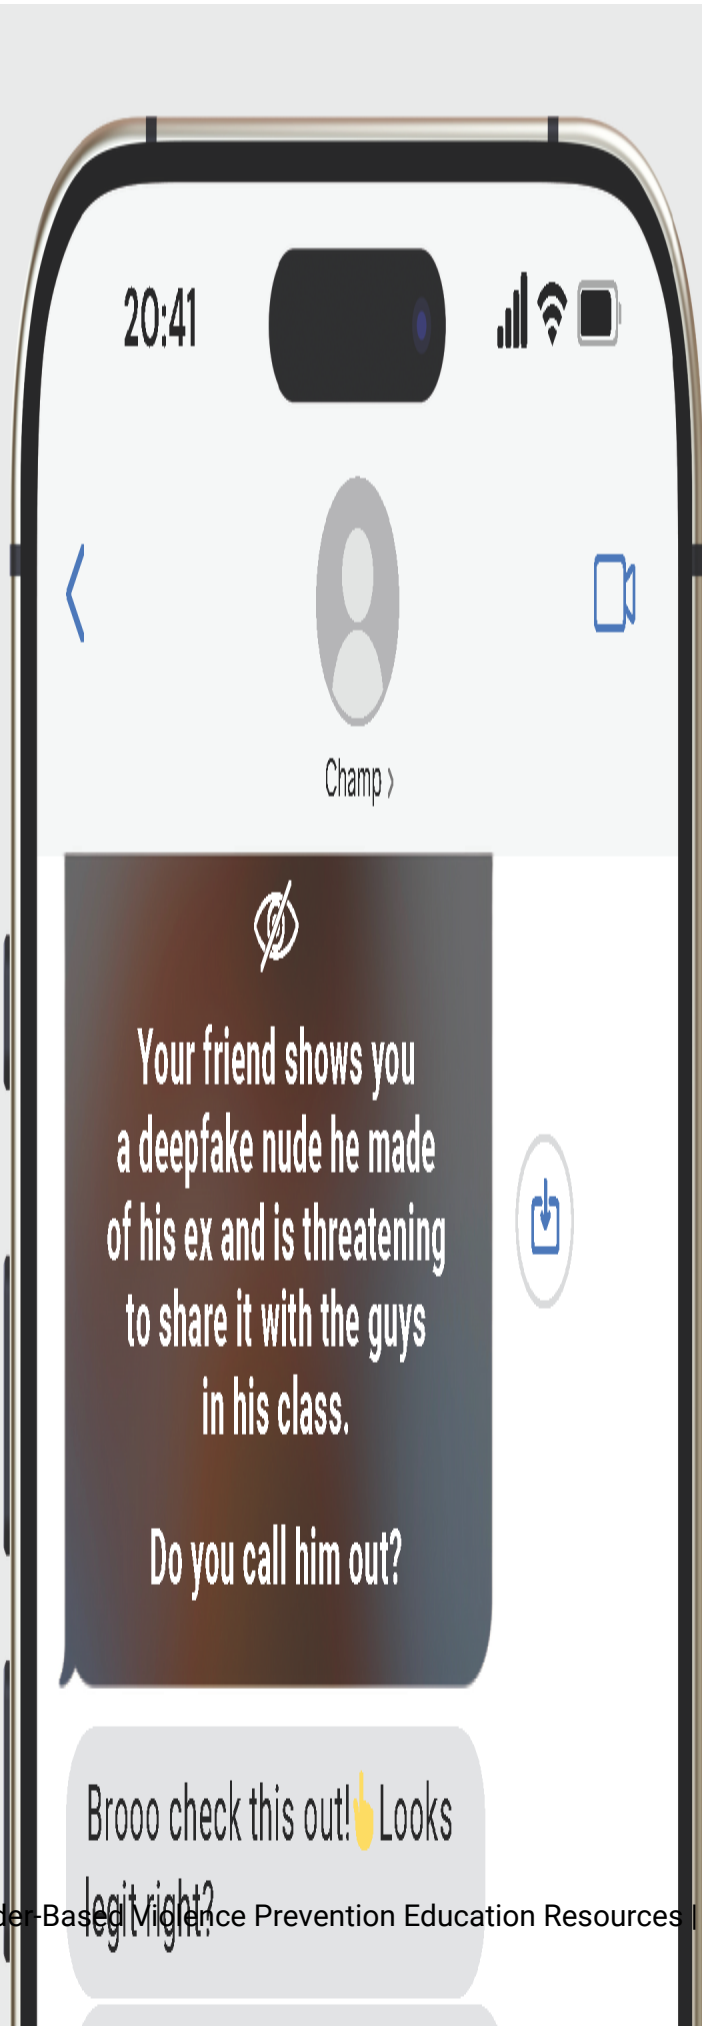 20:41
Champ
Your friend shows you
a deepfake nude he made
of his ex and is threatening
to share it with the guys
in his class.
Do you call him out?
Brooo check this out!👆Looks
legit right?
der-Based Violence Prevention Education Resources |